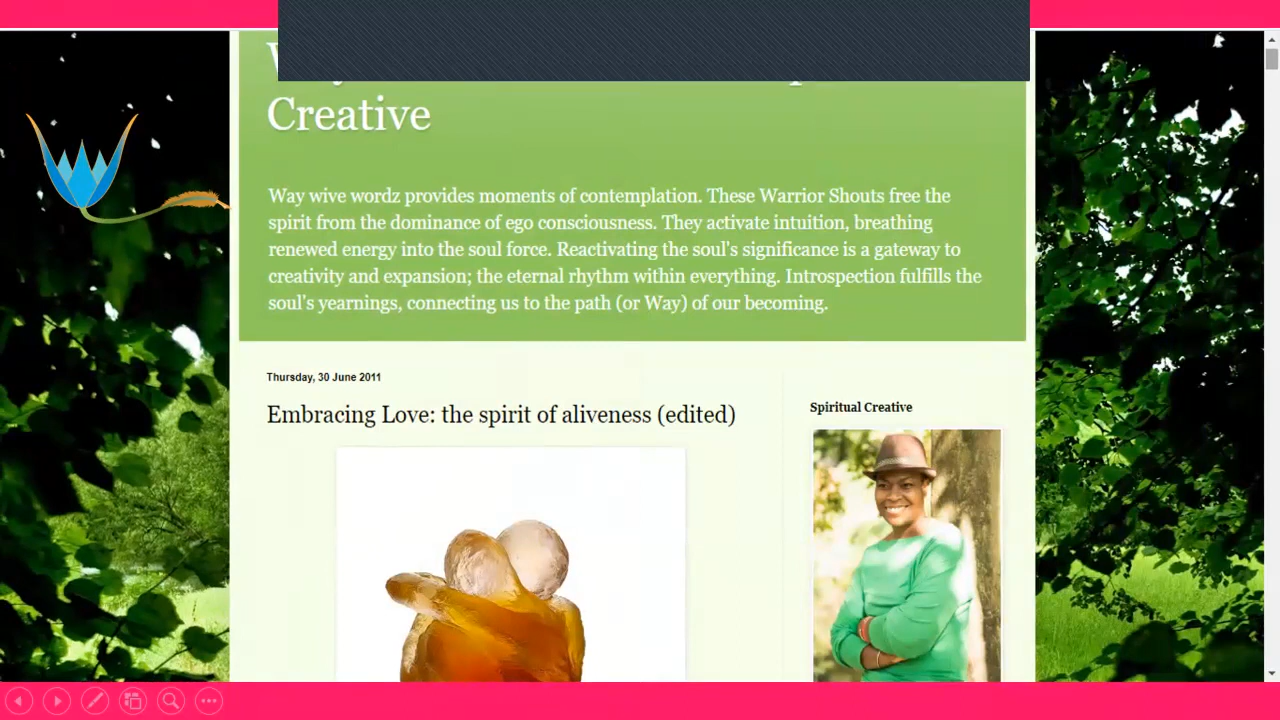 Creative
Way wive wordz provides moments of contemplation. These Warrior Shouts free the
spirit from the dominance of ego consciousness. They activate intuition, breathing
renewed energy into the soul force. Reactivating the soul's significance is a gateway to
creativity and expansion; the eternal rhythm within everything. Introspection fulfills the
soul's yearnings, connecting us to the path (or Way) of our becoming.
Thursday, 30 June 2011
Embracing Love: the spirit of aliveness (edited)
Spiritual Creative